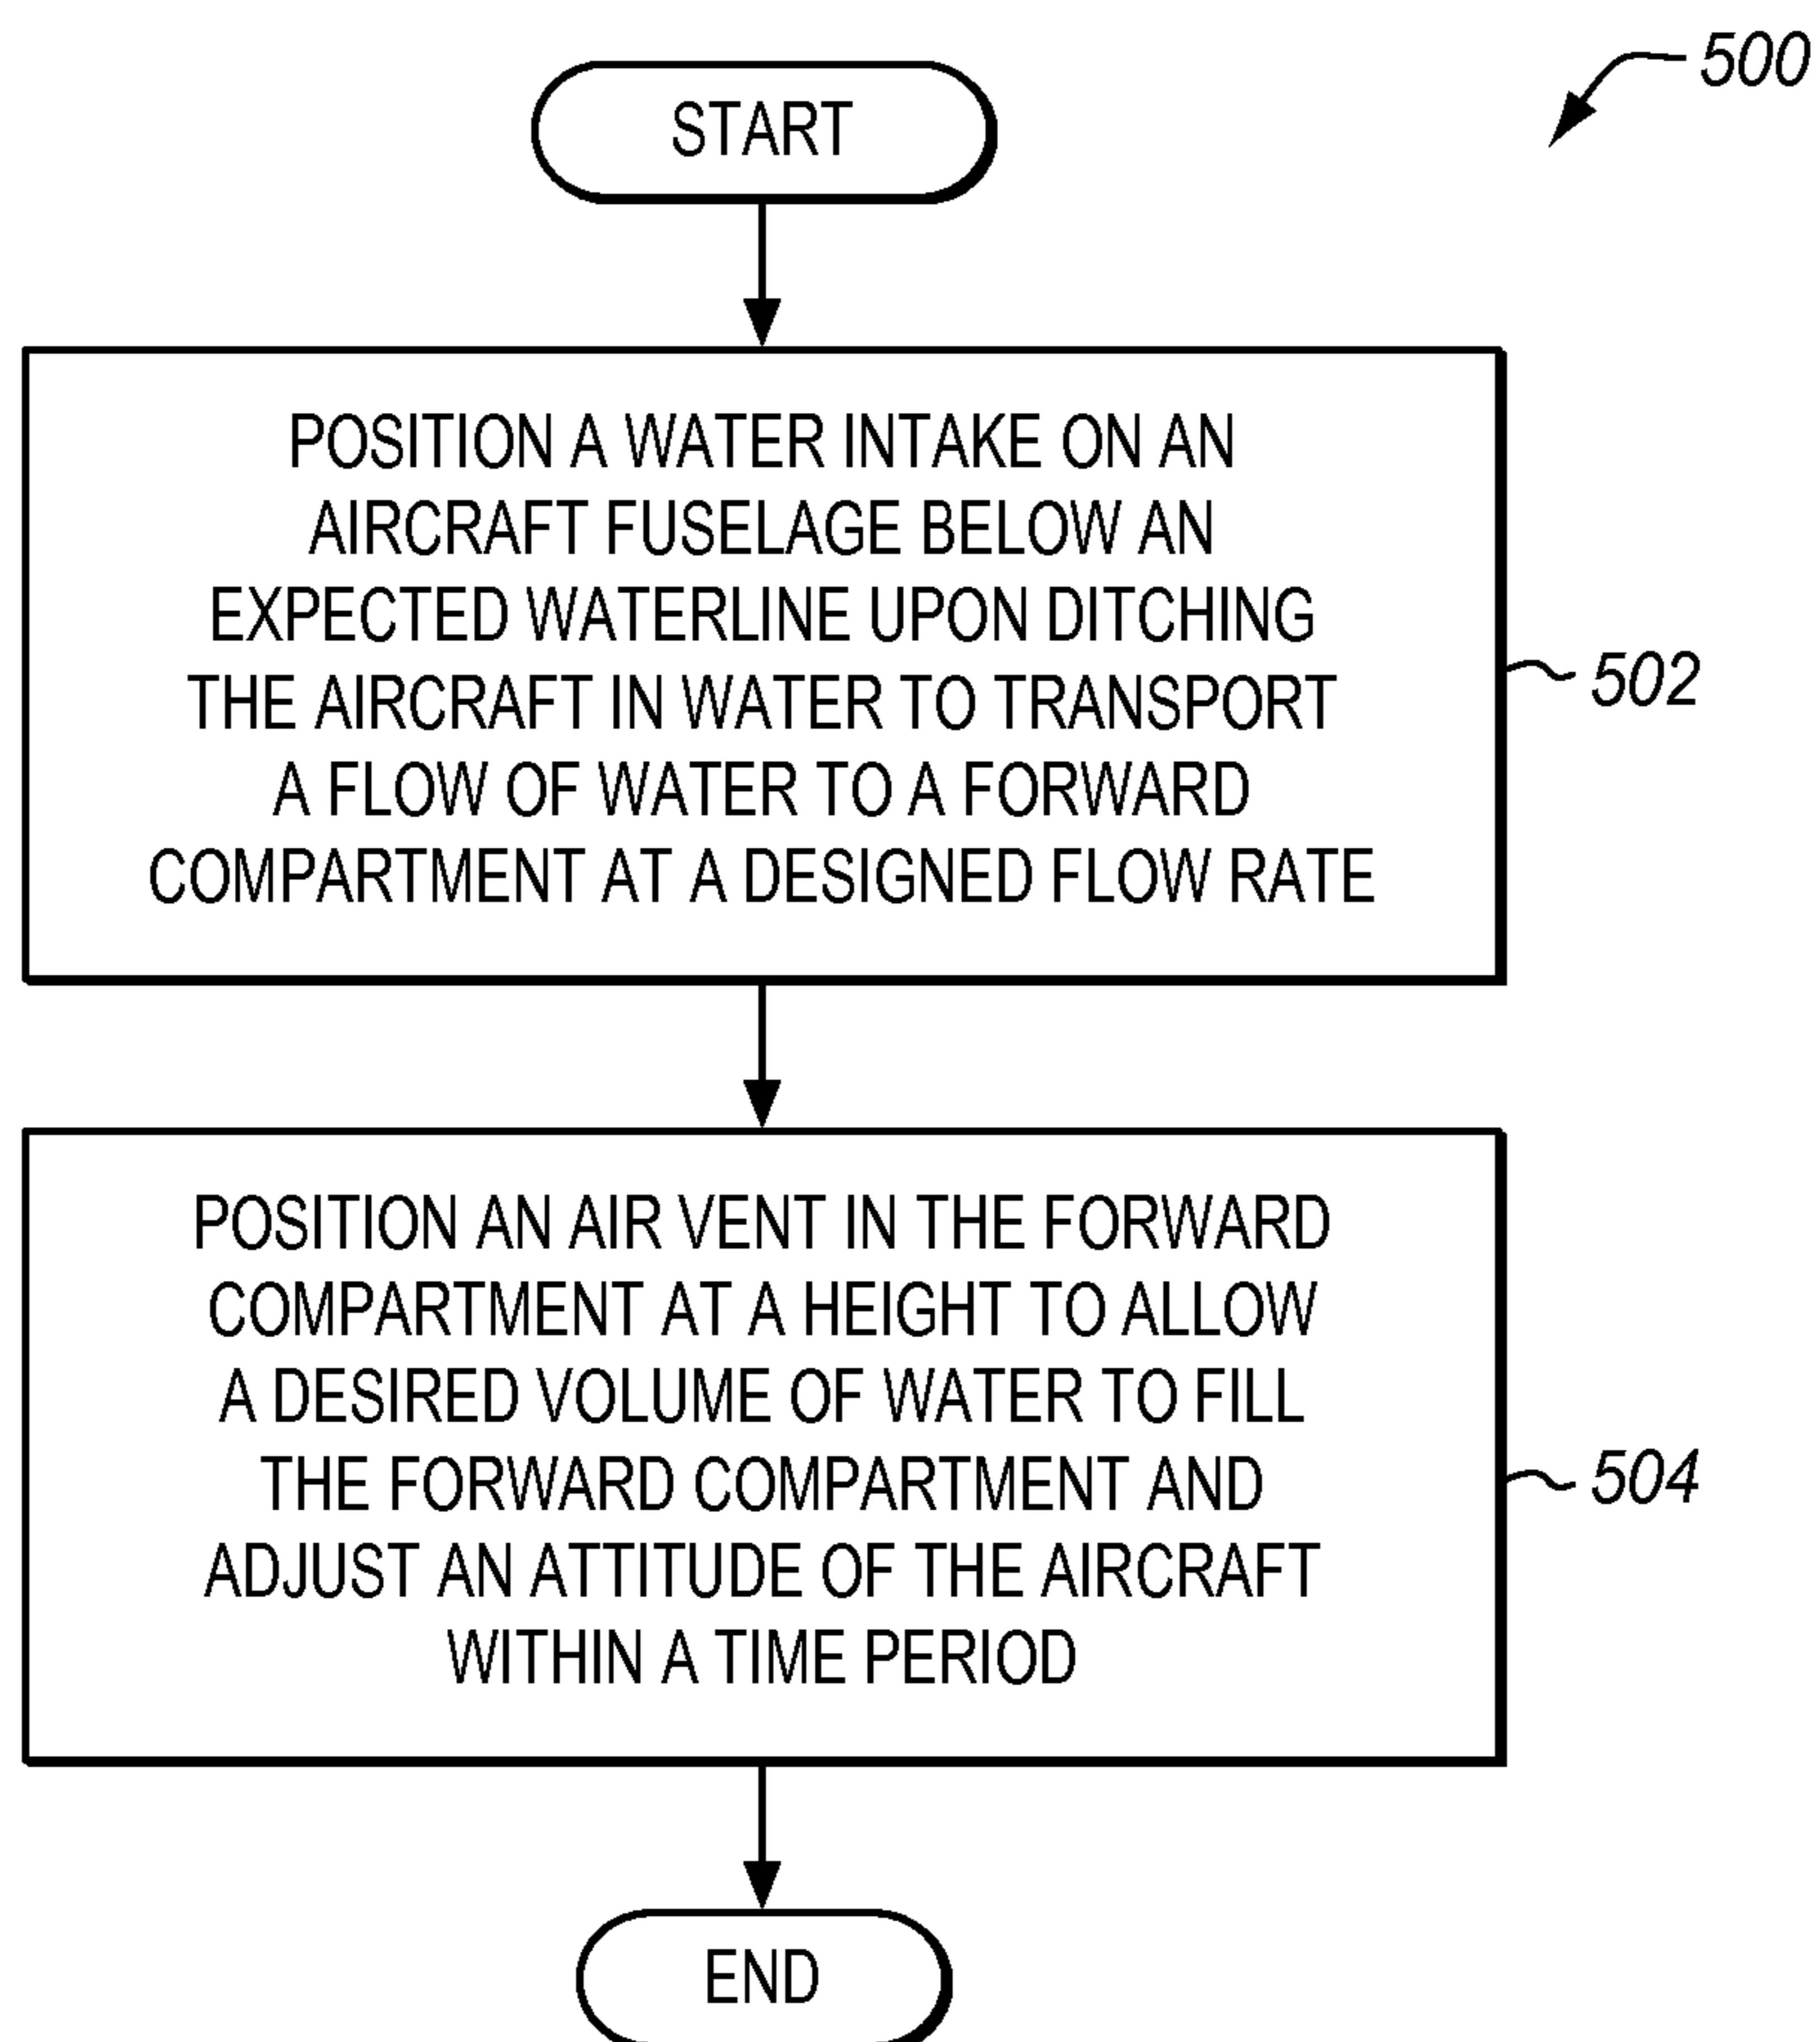 500
START
POSITION A WATER INTAKE ON AN
AIRCRAFT FUSELAGE BELOW AN
EXPECTED WATERLINE UPON DITCHING
THE AIRCRAFT IN WATER TO TRANSPORT
A FLOW OF WATER TO A FORWARD
COMPARTMENT AT A DESIGNED FLOW RATE
502
POSITION AN AIR VENT IN THE FORWARD
COMPARTMENT AT A HEIGHT TO ALLOW
A DESIRED VOLUME OF WATER TO FILL
THE FORWARD COMPARTMENT AND
ADJUST AN ATTITUDE OF THE AIRCRAFT
WITHIN A TIME PERIOD
504
END